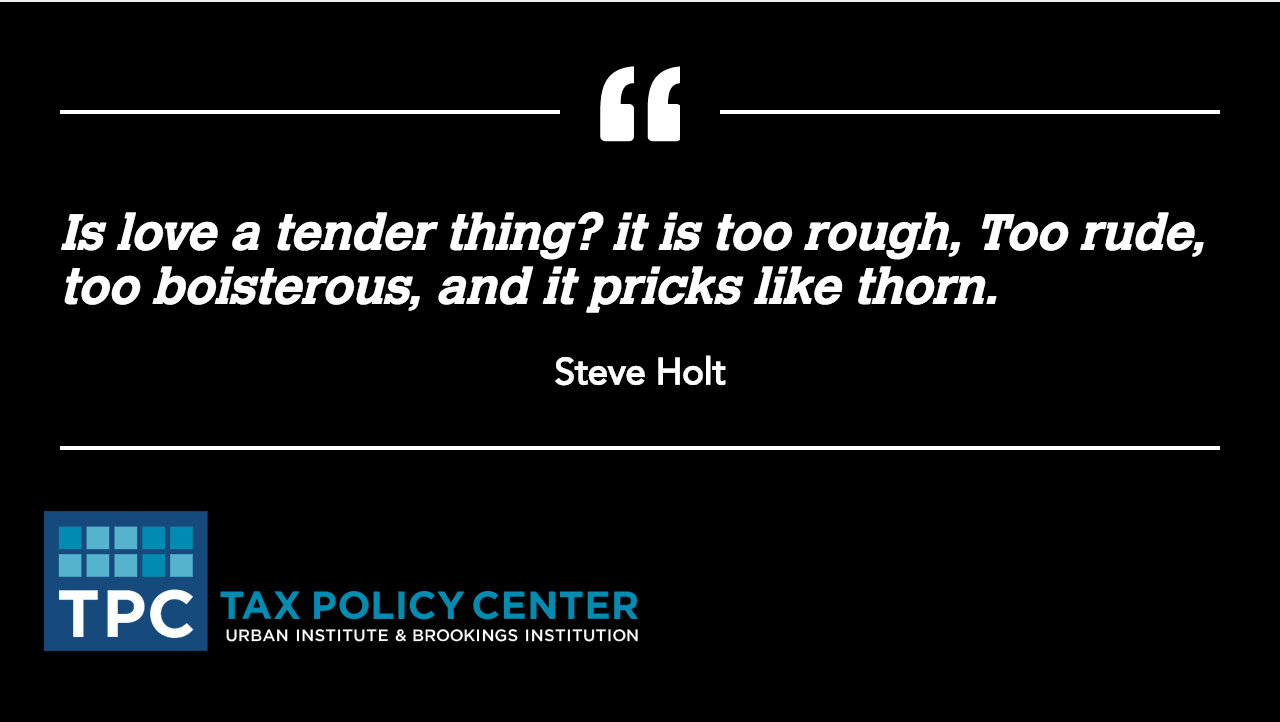 “
Is love a tender thing? it is too rough, Too rude,
too boisterous, and it pricks like thorn.
Steve Holt
TPC
TAX POLICY CENTER
URBAN INSTITUTE & BROOKINGS INSTITUTION